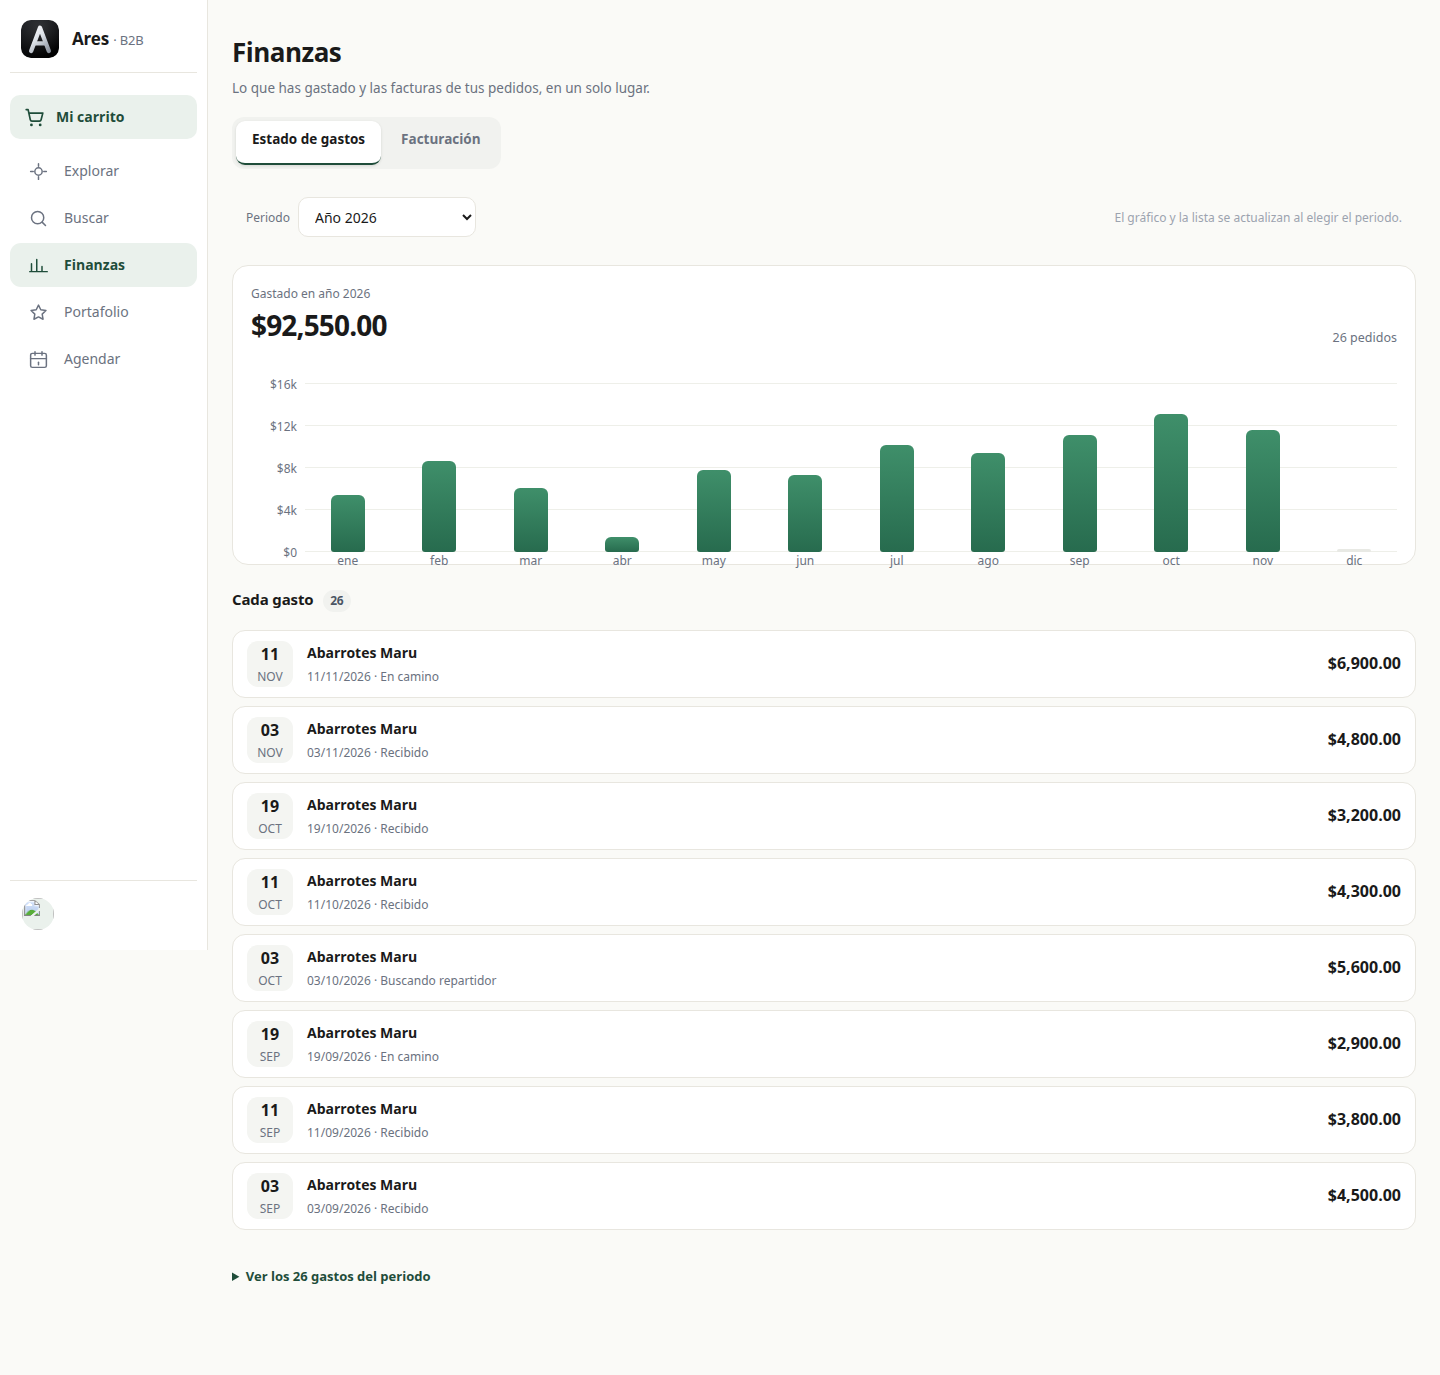 Ares · B2B
Mi carrito
Explorar
Buscar
Finanzas
Portafolio
Agendar
Finanzas
Lo que has gastado y las facturas de tus pedidos, en un solo lugar.
Estado de gastos
Facturación
Periodo
Año 2026
El gráfico y la lista se actualizan al elegir el periodo.
Gastado en año 2026
$92,550.00
26 pedidos
$16k
$12k
$8k
$4k
$0
ene feb mar abr may jun jul ago sep oct nov dic
Cada gasto 26
11 NOV
Abarrotes Maru
11/11/2026 · En camino
$6,900.00
03 NOV
Abarrotes Maru
03/11/2026 · Recibido
$4,800.00
19 OCT
Abarrotes Maru
19/10/2026 · Recibido
$3,200.00
11 OCT
Abarrotes Maru
11/10/2026 · Recibido
$4,300.00
03 OCT
Abarrotes Maru
03/10/2026 · Buscando repartidor
$5,600.00
19 SEP
Abarrotes Maru
19/09/2026 · En camino
$2,900.00
11 SEP
Abarrotes Maru
11/09/2026 · Recibido
$3,800.00
03 SEP
Abarrotes Maru
03/09/2026 · Recibido
$4,500.00
Ver los 26 gastos del periodo